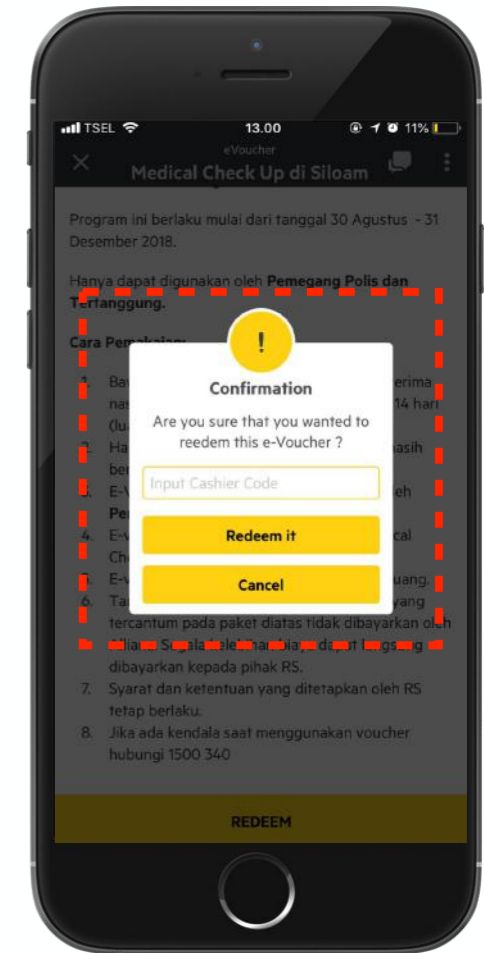 TSEL 13.00 11%
eVoucher
Medical Check Up di Siloam
Program ini berlaku mulai dari tanggal 30 Agustus - 31
Desember 2018.
Hanya dapat digunakan oleh Pemegang Polis dan
Tertanggung.
Cara Pemakaian:
!
Confirmation
Are you sure that you wanted to
reedem this e-Voucher ?
Input Cashier Code
Redeem it
Cancel
14 hari
uang.
yang
tercantum pada paket diatas tidak dibayarkan oleh
dibayarkan kepada pihak RS.
7. Syarat dan ketentuan yang ditetapkan oleh RS
tetap berlaku.
8. Jika ada kendala saat menggunakan voucher
hubungi 1500 340
REDEEM